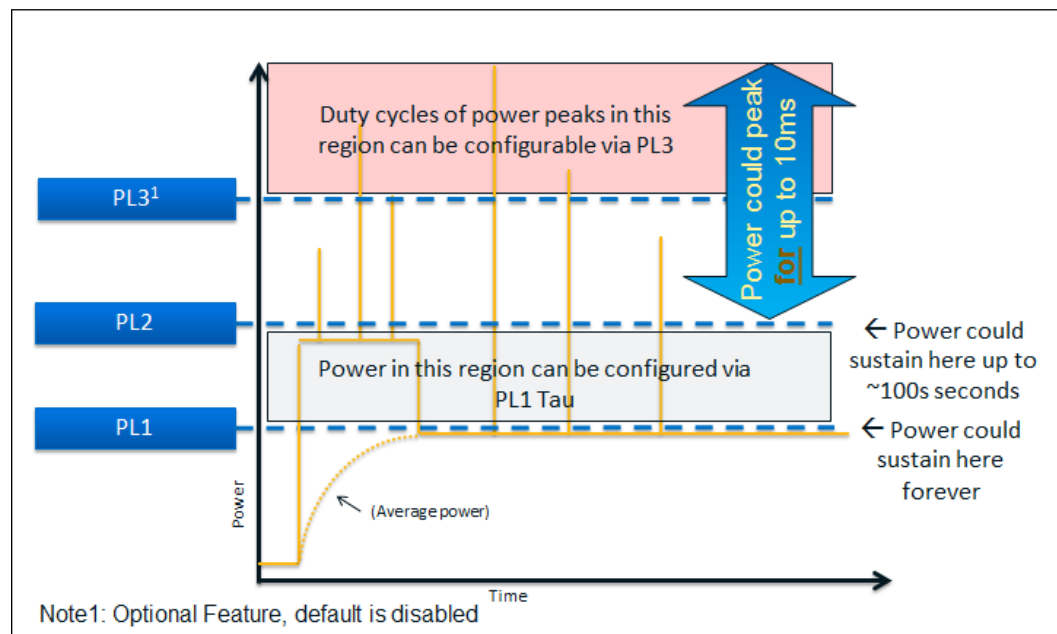 Duty cycles of power peaks in this
region can be configurable via PL3
Power could peak
for up to 10ms
PL3¹
PL2
← Power could
sustain here up to
~100s seconds
Power in this region can be configured via
PL1 Tau
PL1
← Power could
sustain here
forever
(Average power)
Power
Time
Note1: Optional Feature, default is disabled